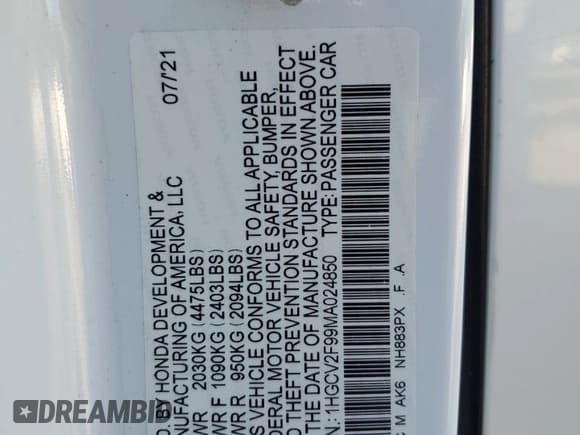 D. BY HONDA DEVELOPMENT &
NUFACTURING OF AMERICA, LLC 07/'21
WR 2030KG (4475LBS)
WR F 1090KG (2403LBS)
WR R 950KG (2094LBS)
S VEHICLE CONFORMS TO ALL APPLICABLE
DERAL MOTOR VEHICLE SAFETY, BUMPER,
D THEFT PREVENTION STANDARDS IN EFFECT
THE DATE OF MANUFACTURE SHOWN ABOVE.
N: 1HGCV2F99MA024850 TYPE:PASSENGER CAR
C M AK6 NH883PX .F .A
IDRIVE.COM